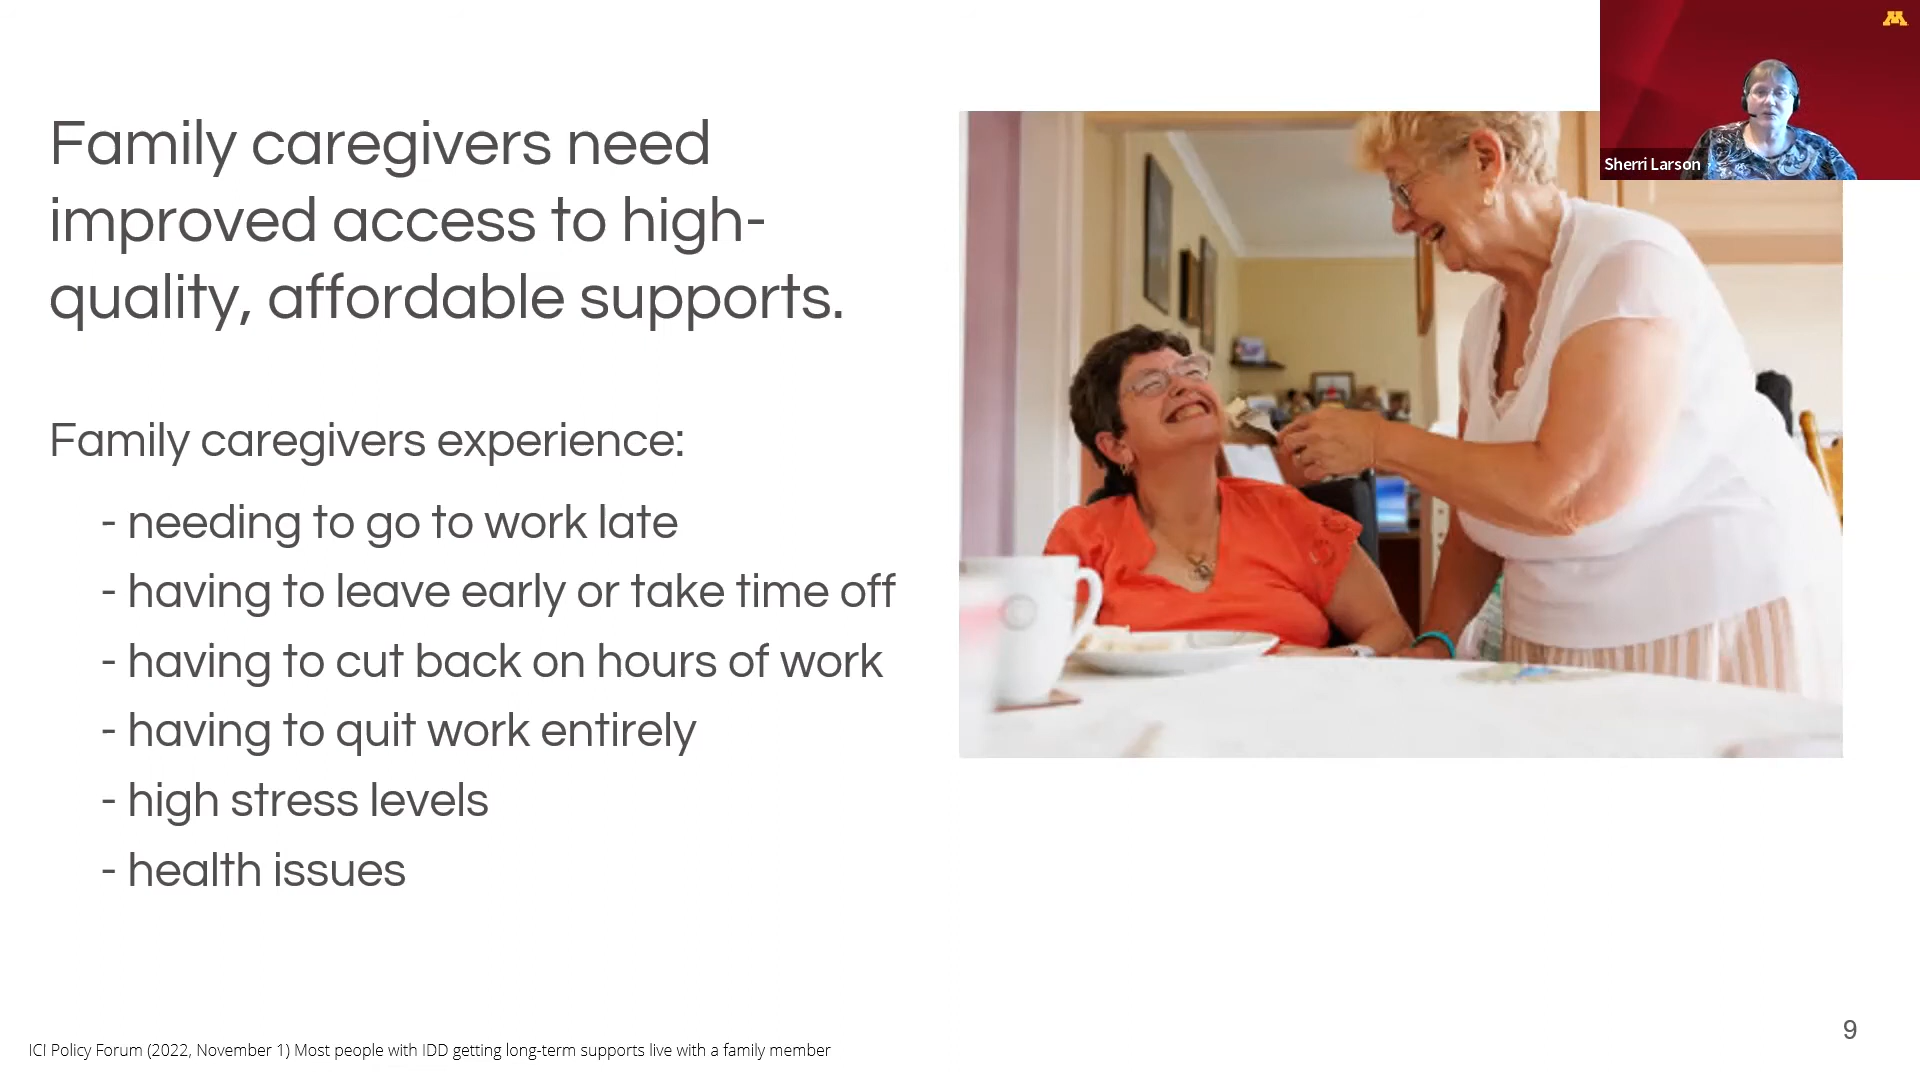 Family caregivers need
improved access to high-
quality, affordable supports.
Family caregivers experience:
- needing to go to work late
- having to leave early or take time off
- having to cut back on hours of work
- having to quit work entirely
- high stress levels
- health issues
Sherri Larson
9
ICI Policy Forum (2022, November 1) Most people with IDD getting long-term supports live with a family member